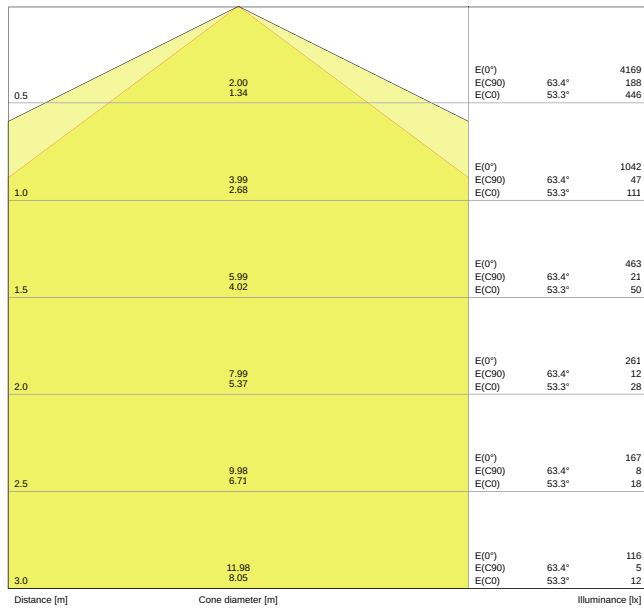 E(0°) 4169
2.00 E(C90) 63.4° 188
0.5 1.34 E(C0) 53.3° 446
E(0°) 1042
3.99 E(C90) 63.4° 47
1.0 2.68 E(C0) 53.3° 111
E(0°) 463
5.99 E(C90) 63.4° 21
1.5 4.02 E(C0) 53.3° 50
E(0°) 261
7.99 E(C90) 63.4° 12
2.0 5.37 E(C0) 53.3° 28
E(0°) 167
9.98 E(C90) 63.4° 8
2.5 6.71 E(C0) 53.3° 18
E(0°) 116
11.98 E(C90) 63.4° 5
3.0 8.05 E(C0) 53.3° 12
Distance [m] Cone diameter [m] Illuminance [lx]